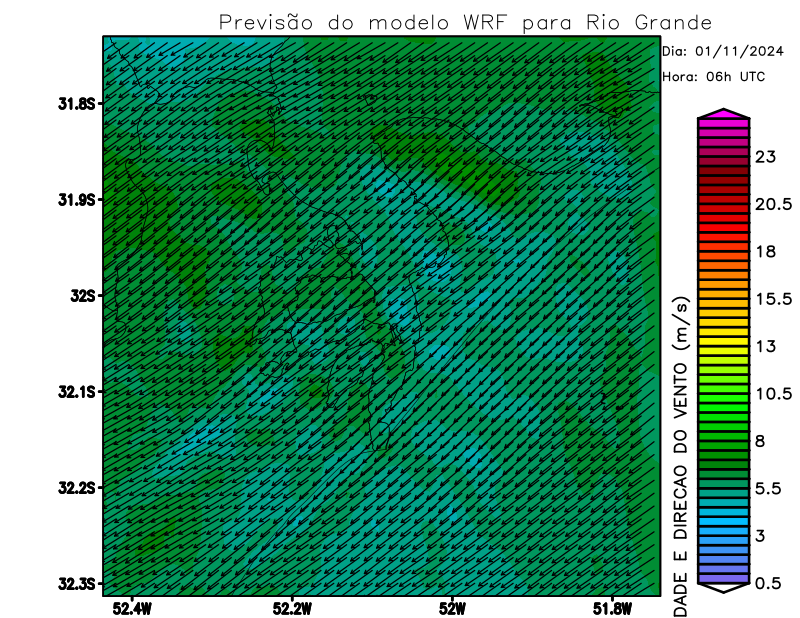 Previsão do modelo WRF para Rio Grande
Dia: 01/11/2024
Hora: 06h UTC
31.8S
31.9S
32S
32.1S
32.2S
32.3S
52.4W
52.2W
52W
51.8W
23
20.5
18
15.5
13
10.5
8
5.5
3
0.5
DADE E DIRECAO DO VENTO (m/s)